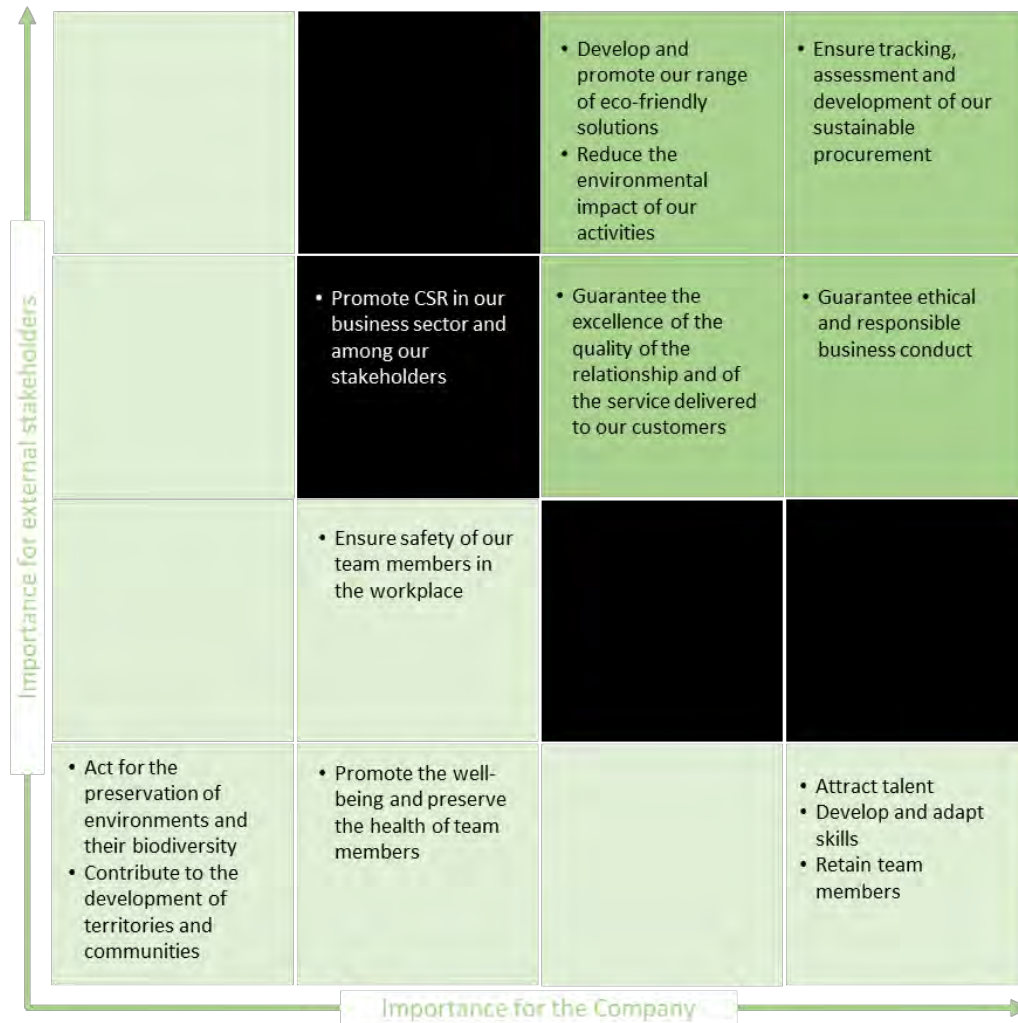 • Develop and
promote our range
of eco-friendly
solutions
• Reduce the
environmental
impact of our
activities
• Ensure tracking,
assessment and
development of our
sustainable
procurement
• Promote CSR in our
business sector and
among our
stakeholders
• Guarantee the
excellence of the
quality of the
relationship and of
the service delivered
to our customers
• Guarantee ethical
and responsible
business conduct
• Ensure safety of our
team members in
the workplace
• Act for the
preservation of
environments and
their biodiversity
• Contribute to the
development of
territories and
communities
• Promote the well-
being and preserve
the health of team
members
• Attract talent
• Develop and adapt
skills
• Retain team
members
Importance for external stakeholders
Importance for the Company